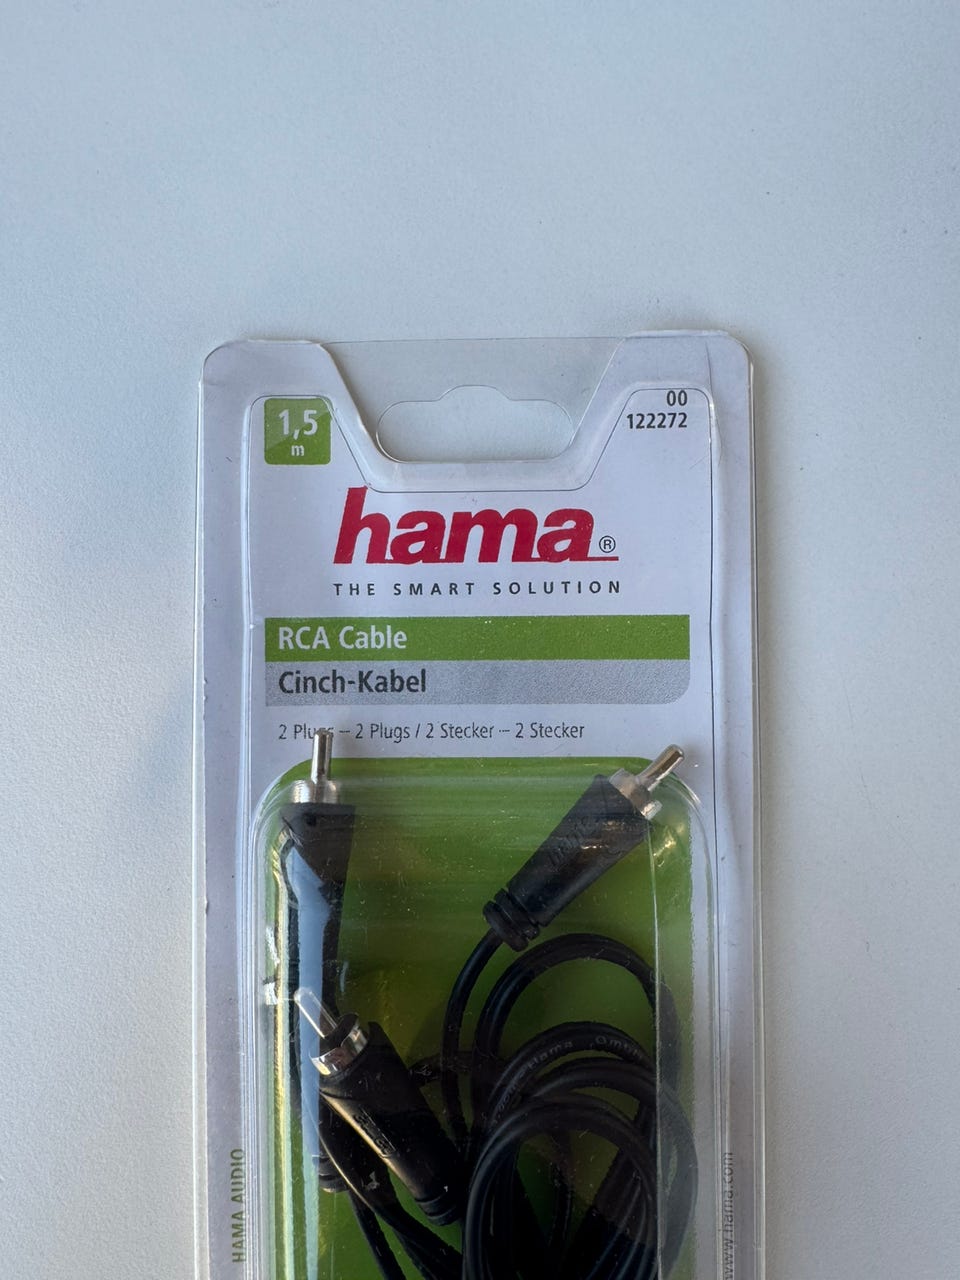 1,5
m
00
122272
hama®
THE SMART SOLUTION
RCA Cable
Cinch-Kabel
2 Plugs – 2 Plugs / 2 Stecker – 2 Stecker
Hama
HAMA AUDIO
www.hama.com